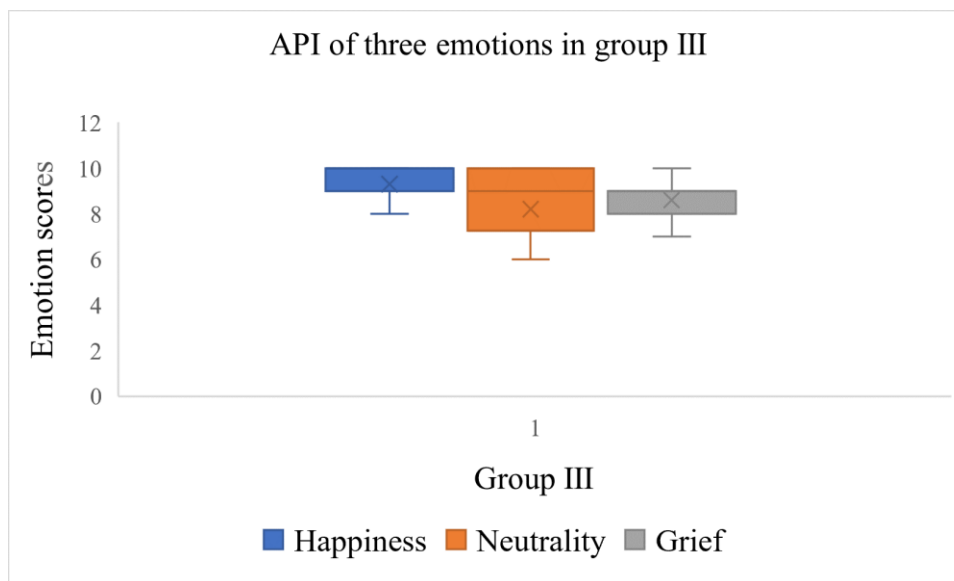 API of three emotions in group III
Emotion scores
12
10
8
6
4
2
0
1
Group III
Happiness Neutrality Grief